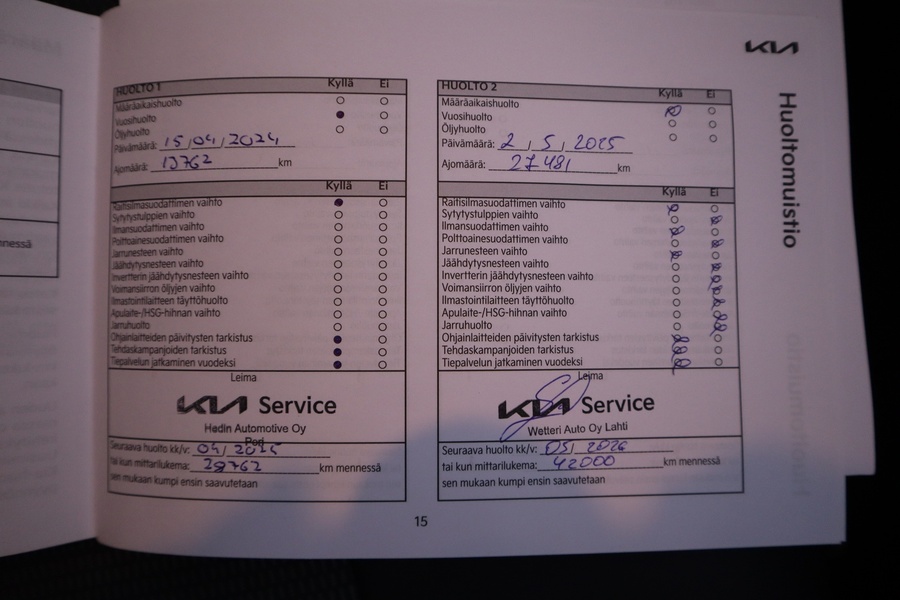 KIA
Huoltomuistio
nnessä
HUOLTO 1 Kyllä Ei
Määräaikaishuolto
Vuosihuolto
Öljyhuolto
Päivämäärä: 15/04/2024
Ajomäärä: 13762 km
Kyllä Ei
Raitisilmasuodattimen vaihto
Sytytystulppien vaihto
Ilmansuodattimen vaihto
Polttoainesuodattimen vaihto
Jarrunesteen vaihto
Jäähdytysnesteen vaihto
Invertterin jäähdytysnesteen vaihto
Voimansiirron öljyjen vaihto
Ilmastointilaitteen täyttöhuolto
Apulaite-/HSG-hihnan vaihto
Jarruhuolto
Ohjainlaitteiden päivitysten tarkistus
Tehdaskampanjoiden tarkistus
Tiepalvelun jatkaminen vuodeksi
Leima
KIA Service
Hedin Automotive Oy
Pori
Seuraava huolto kk/v: 04/2025
tai kun mittarilukema: 28762 km mennessä
sen mukaan kumpi ensin saavutetaan
HUOLTO 2 Kyllä Ei
Määräaikaishuolto
Vuosihuolto
Öljyhuolto
Päivämäärä: 2/5/2025
Ajomäärä: 27481 km
Kyllä Ei
Raitisilmasuodattimen vaihto
Sytytystulppien vaihto
Ilmansuodattimen vaihto
Polttoainesuodattimen vaihto
Jarrunesteen vaihto
Jäähdytysnesteen vaihto
Invertterin jäähdytysnesteen vaihto
Voimansiirron öljyjen vaihto
Ilmastointilaitteen täyttöhuolto
Apulaite-/HSG-hihnan vaihto
Jarruhuolto
Ohjainlaitteiden päivitysten tarkistus
Tehdaskampanjoiden tarkistus
Tiepalvelun jatkaminen vuodeksi
Leima
KIA Service
Wetteri Auto Oy Lahti
Seuraava huolto kk/v: 05/2026
tai kun mittarilukema: 42000 km mennessä
sen mukaan kumpi ensin saavutetaan
15